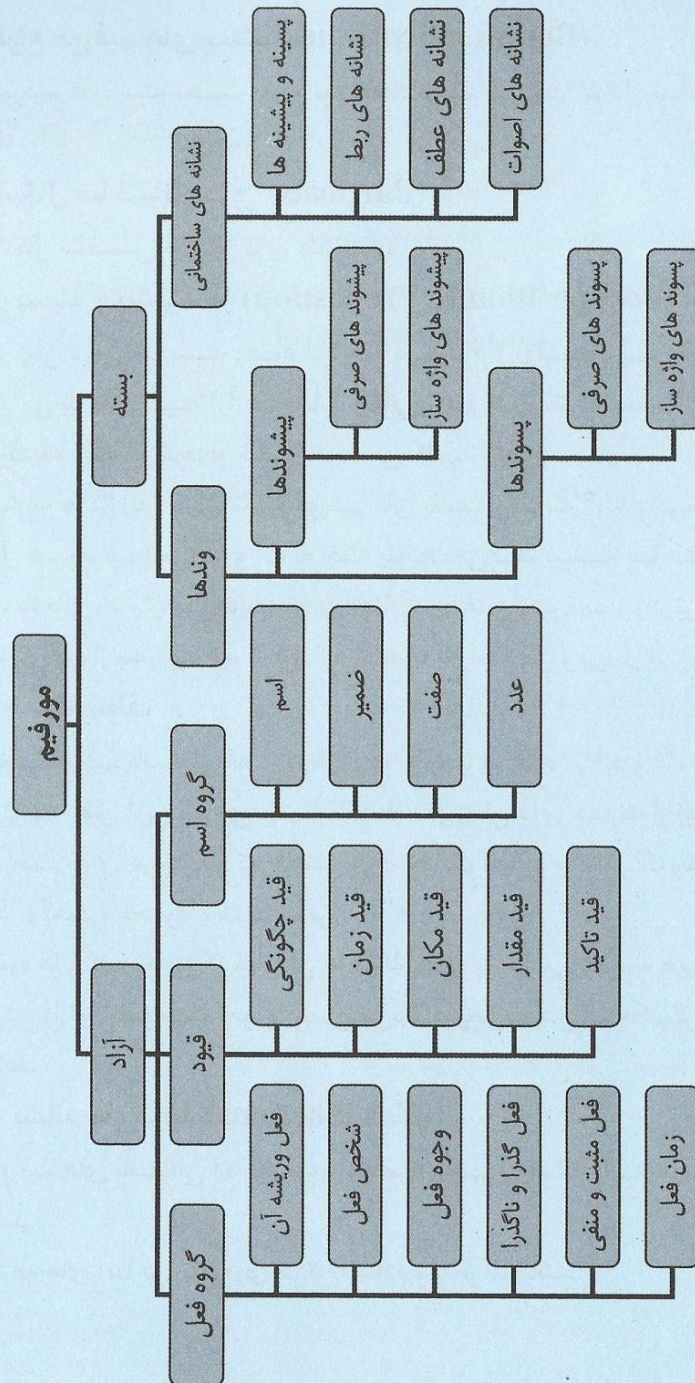 مورفیم
بسته
آزاد
نشانه های ساختمانی
پسینه و پیشینه ها
نشانه های ربط
نشانه های عطف
نشانه های اصوات
وندها
پیشوندها
پیشوند های صرفی
پیشوند های واژه ساز
پسوندها
پسوند های صرفی
پسوند های واژه ساز
گروه اسم
اسم
ضمیر
صفت
عدد
قیود
قید چگونگی
قید زمان
قید مکان
قید مقدار
قید تاکید
گروه فعل
فعل وریشه آن
شخص فعل
وجوه فعل
فعل گذرا و ناگذرا
فعل مثبت و منفی
زمان فعل